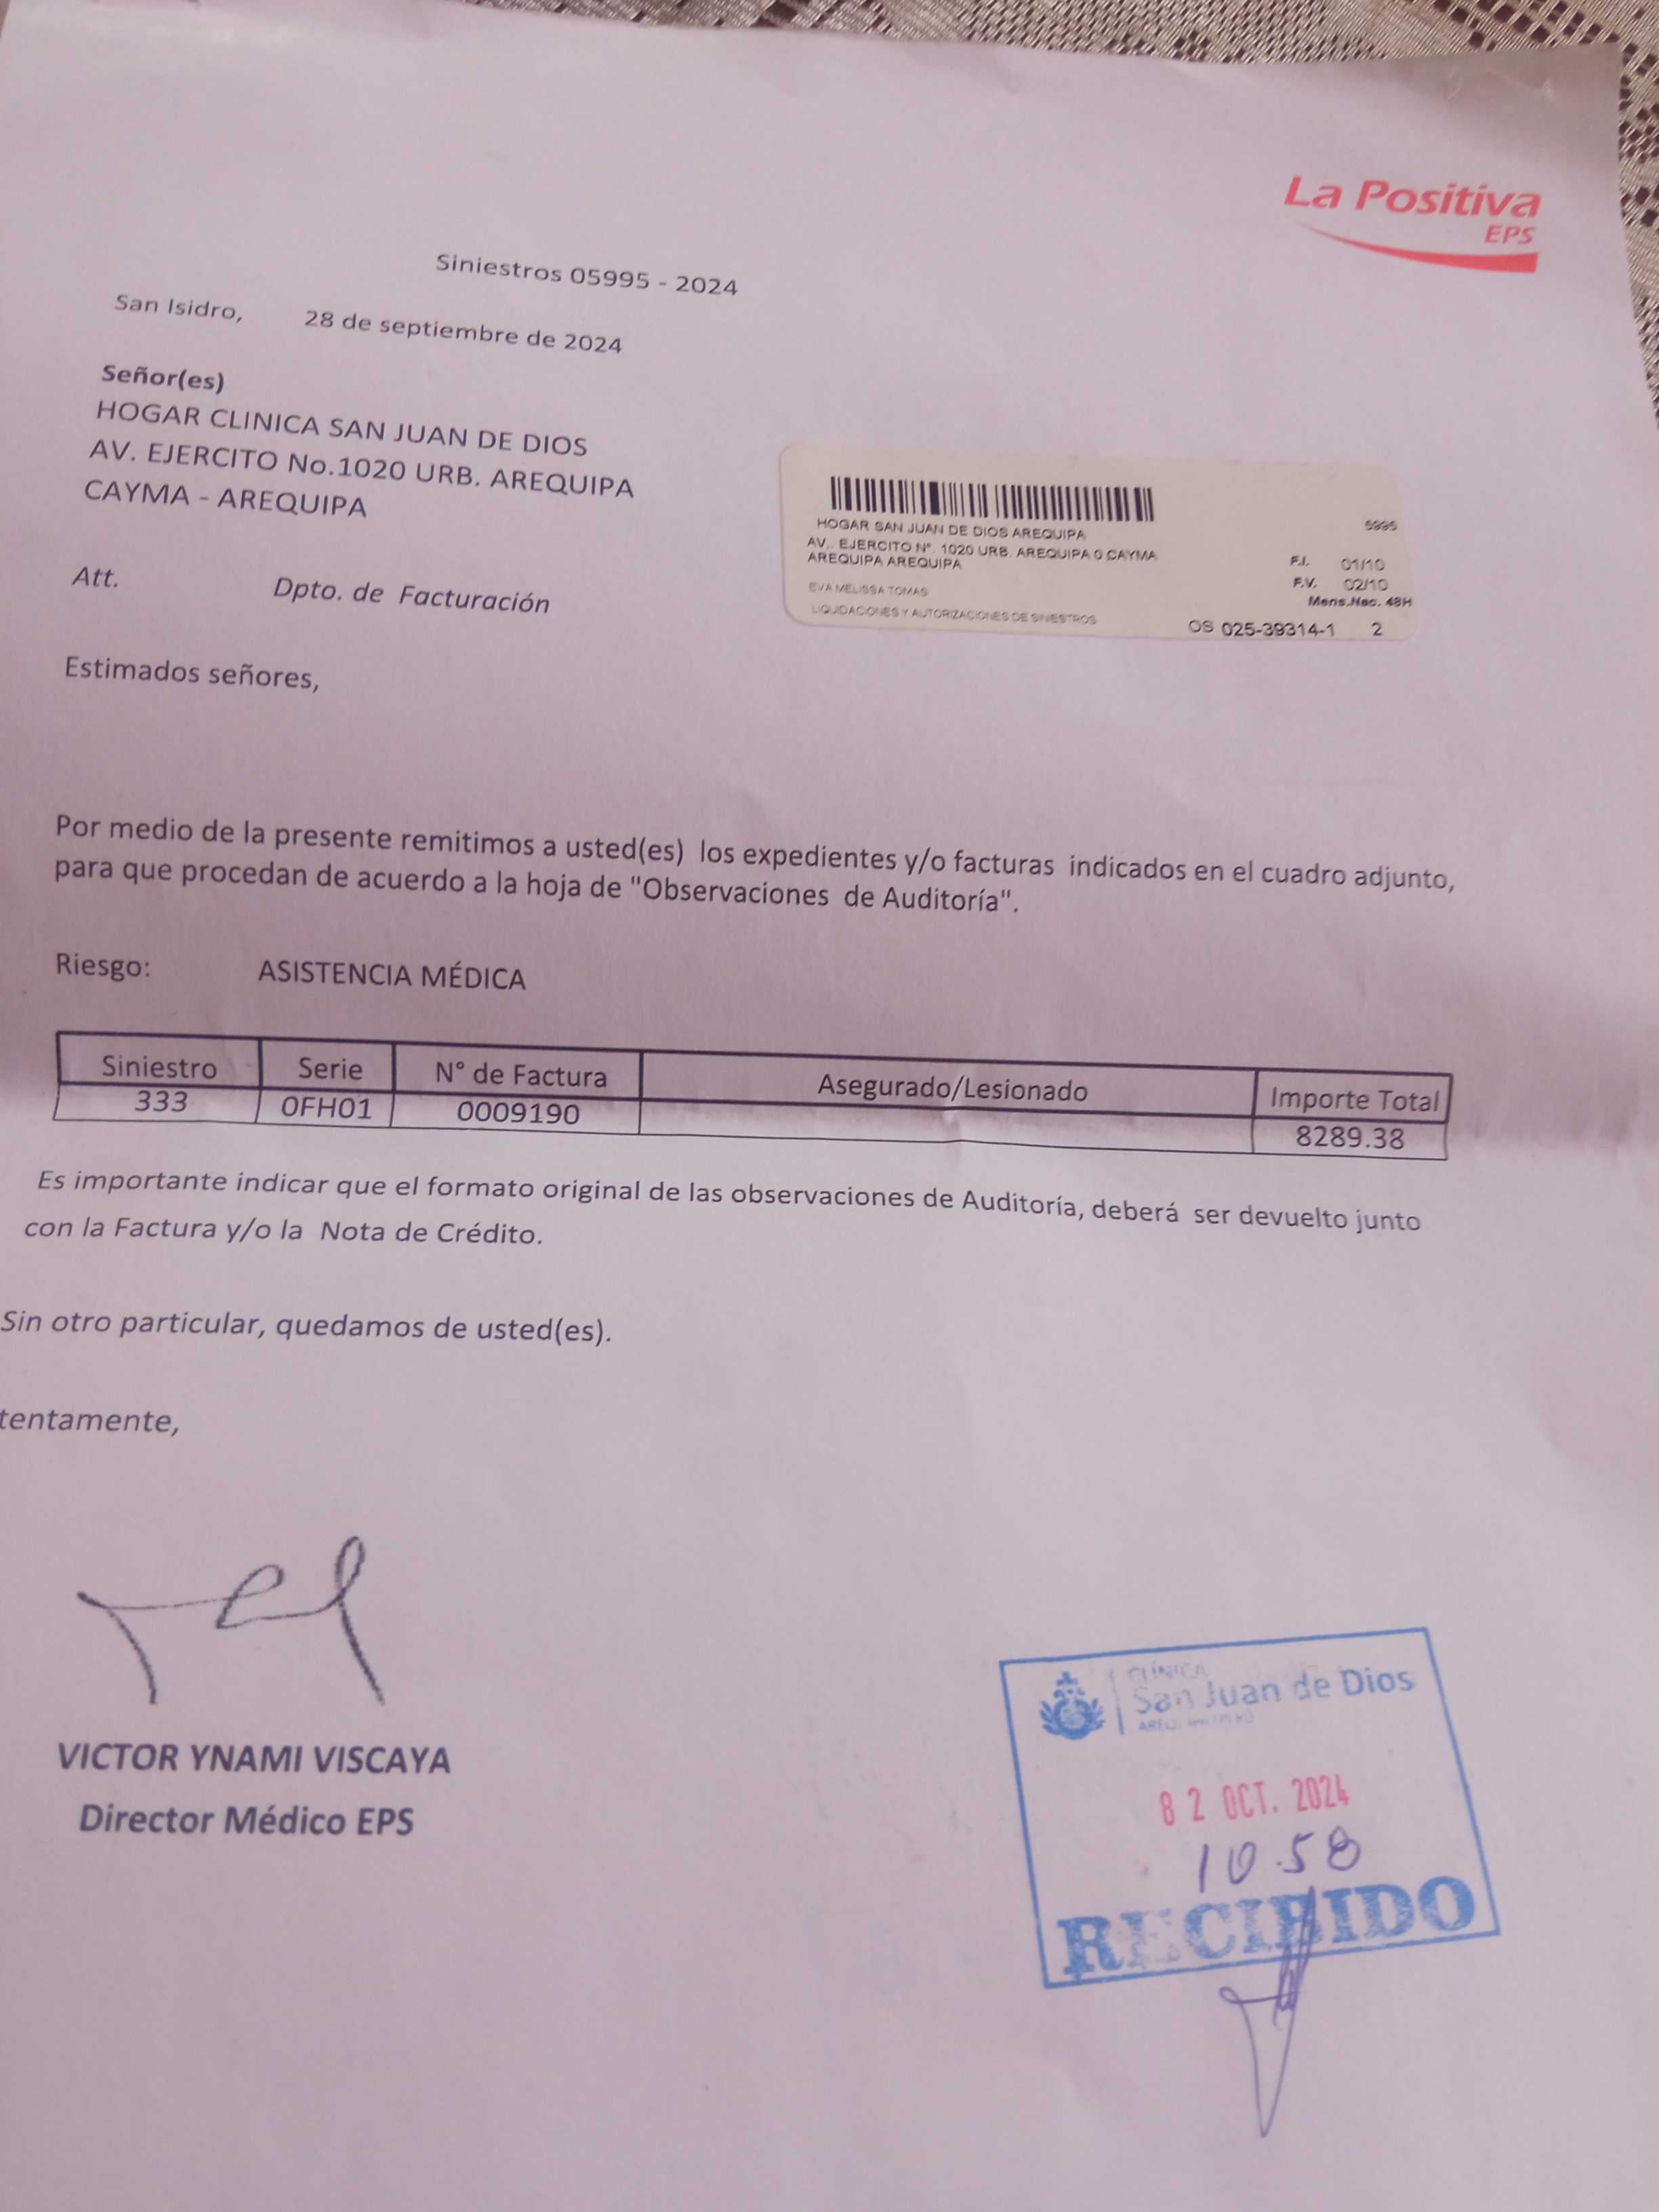 La Positiva
EPS
Siniestros 05995 - 2024
San Isidro, 28 de septiembre de 2024
Señor(es)
HOGAR CLINICA SAN JUAN DE DIOS
AV. EJERCITO No.1020 URB. AREQUIPA
CAYMA - AREQUIPA
HOGAR SAN JUAN DE DIOS AREQUIPA 5995
AV,. EJERCITO N°. 1020 URB. AREQUIPA 0 CAYMA
AREQUIPA AREQUIPA
F.I. 01/10
F.V. 02/10
Mens.Nac. 48H
EVA MELISSA TOMAS
LIQUIDACIONES Y AUTORIZACIONES DE SINIESTROS
OS 025-39314-1 2
Att. Dpto. de Facturación
Estimados señores,
Por medio de la presente remitimos a usted(es) los expedientes y/o facturas indicados en el cuadro adjunto,
para que procedan de acuerdo a la hoja de "Observaciones de Auditoría".
Riesgo: ASISTENCIA MÉDICA
Siniestro Serie N° de Factura Asegurado/Lesionado Importe Total
333 0FH01 0009190 8289.38
Es importante indicar que el formato original de las observaciones de Auditoría, deberá ser devuelto junto
con la Factura y/o la Nota de Crédito.
Sin otro particular, quedamos de usted(es).
tentamente,
VICTOR YNAMI VISCAYA
Director Médico EPS
CLÍNICA
San Juan de Dios
82 OCT. 2024
10.58
RECIBIDO